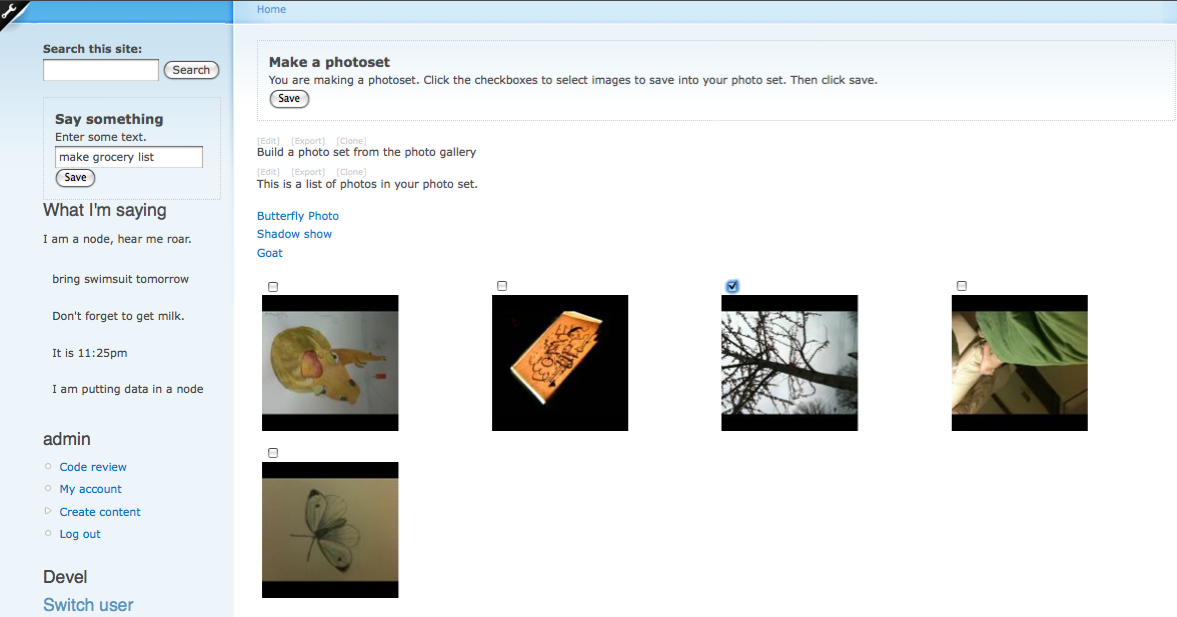 Home
Search this site:
Search
Say something
Enter some text.
make grocery list
Save
What I'm saying
I am a node, hear me roar.
bring swimsuit tomorrow
Don't forget to get milk.
It is 11:25pm
I am putting data in a node
admin
Code review
My account
Create content
Log out
Devel
Switch user
Make a photoset
You are making a photoset. Click the checkboxes to select images to save into your photo set. Then click save.
Save
[Edit] [Export] [Clone]
Build a photo set from the photo gallery
[Edit] [Export] [Clone]
This is a list of photos in your photo set.
Butterfly Photo
Shadow show
Goat